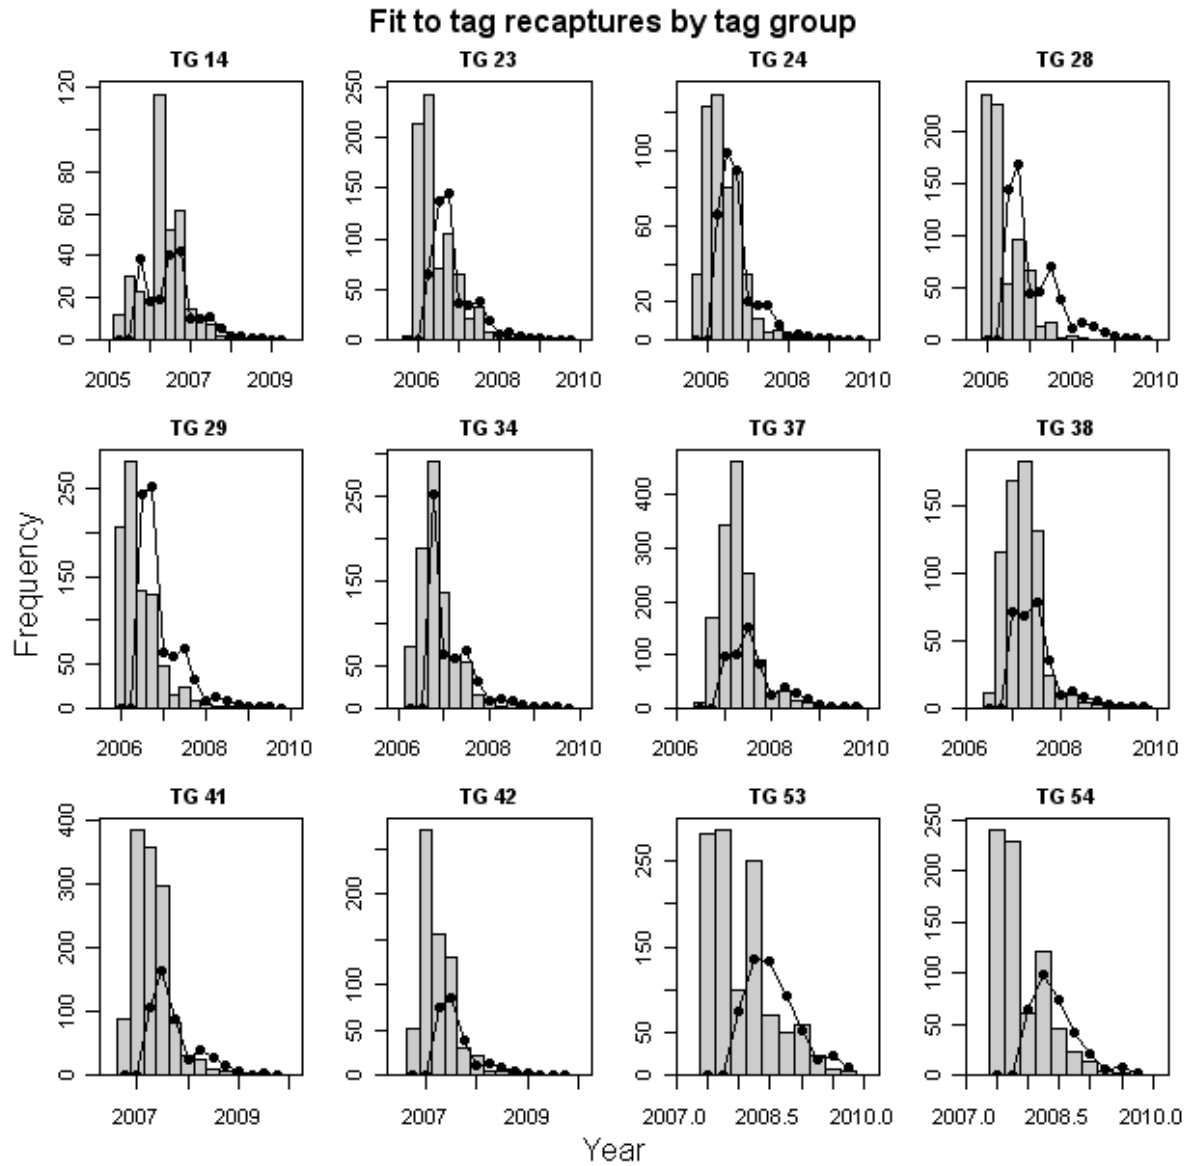 Fit to tag recaptures by tag group
TG 14
TG 23
TG 24
TG 28
0 20 40 60 80 120
2005 2007 2009
0 50 100 150 200 250
2006 2008 2010
0 20 60 100
2006 2008 2010
0 50 100 150 200
2006 2008 2010
TG 29
TG 34
TG 37
TG 38
Frequency
0 50 150 250
2006 2008 2010
0 50 150 250
2006 2008 2010
0 100 200 300 400
2006 2008 2010
0 50 100 150
2006 2008 2010
TG 41
TG 42
TG 53
TG 54
0 100 200 300 400
2007 2009
0 50 100 200
2007 2009
0 50 150 250
2007.0 2008.5 2010.0
0 50 100 150 200 250
2007.0 2008.5 2010.0
Year